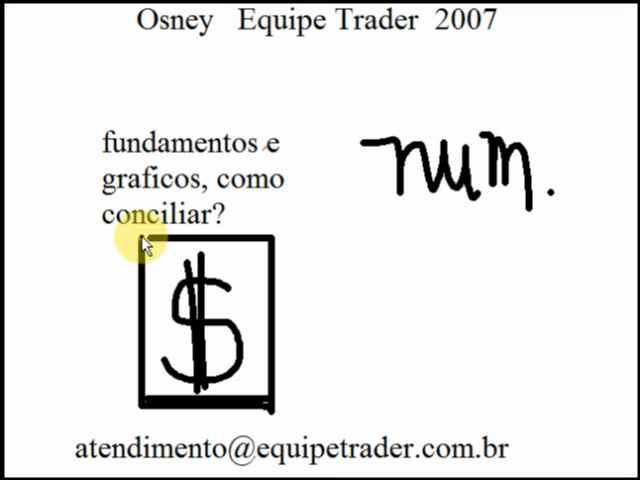 Osney Equipe Trader 2007
fundamentos e
graficos, como
conciliar?
num.
$
atendimento@equipetrader.com.br